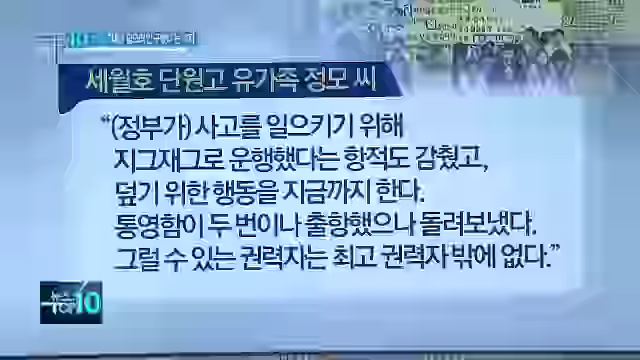 세월호 단원고 유가족 정모 씨
“(정부가) 사고를 일으키기 위해
지그재그로 운행했다는 항적도 감췄고,
덮기 위한 행동을 지금까지 한다.
통영함이 두 번이나 출항했으나 돌려보냈다.
그럴 수 있는 권력자는 최고 권력자 밖에 없다.”
뉴스
TOP10